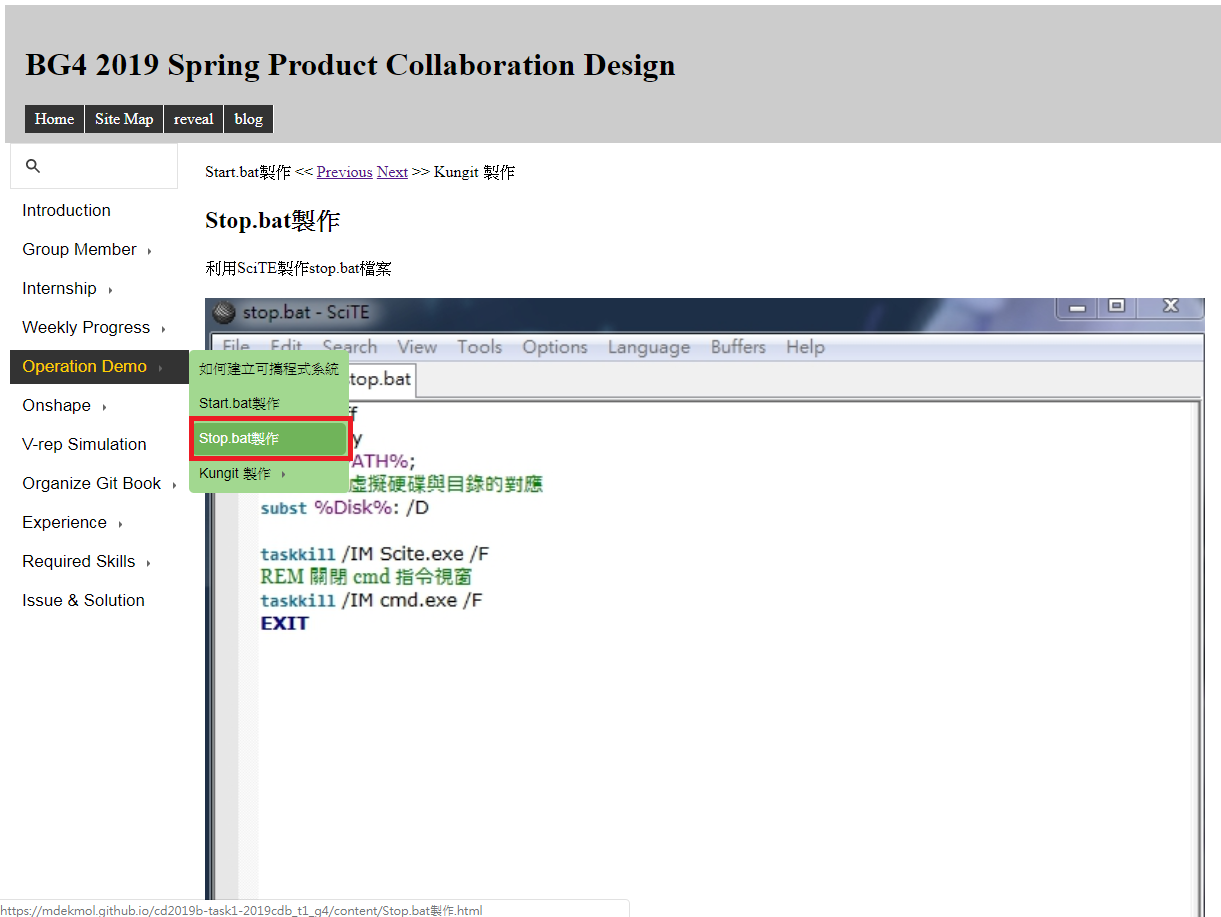 BG4 2019 Spring Product Collaboration Design
Home Site Map reveal blog
Start.bat製作 << Previous Next >> Kungit 製作
Stop.bat製作
利用SciTE製作stop.bat檔案
Introduction
Group Member
Internship
Weekly Progress
Operation Demo
Onshape
V-rep Simulation
Organize Git Book
Experience
Required Skills
Issue & Solution
如何建立可攜程式系統
Start.bat製作
Stop.bat製作
Kungit 製作
stop.bat - SciTE
File Edit Search View Tools Options Language Buffers Help
top.bat
f
y
ATH%;
虛擬硬碟與目錄的對應
subst %Disk%: /D
taskkill /IM Scite.exe /F
REM 關閉 cmd 指令視窗
taskkill /IM cmd.exe /F
EXIT
https://mdekmol.github.io/cd2019b-task1-2019cdb_t1_g4/content/Stop.bat製作.html